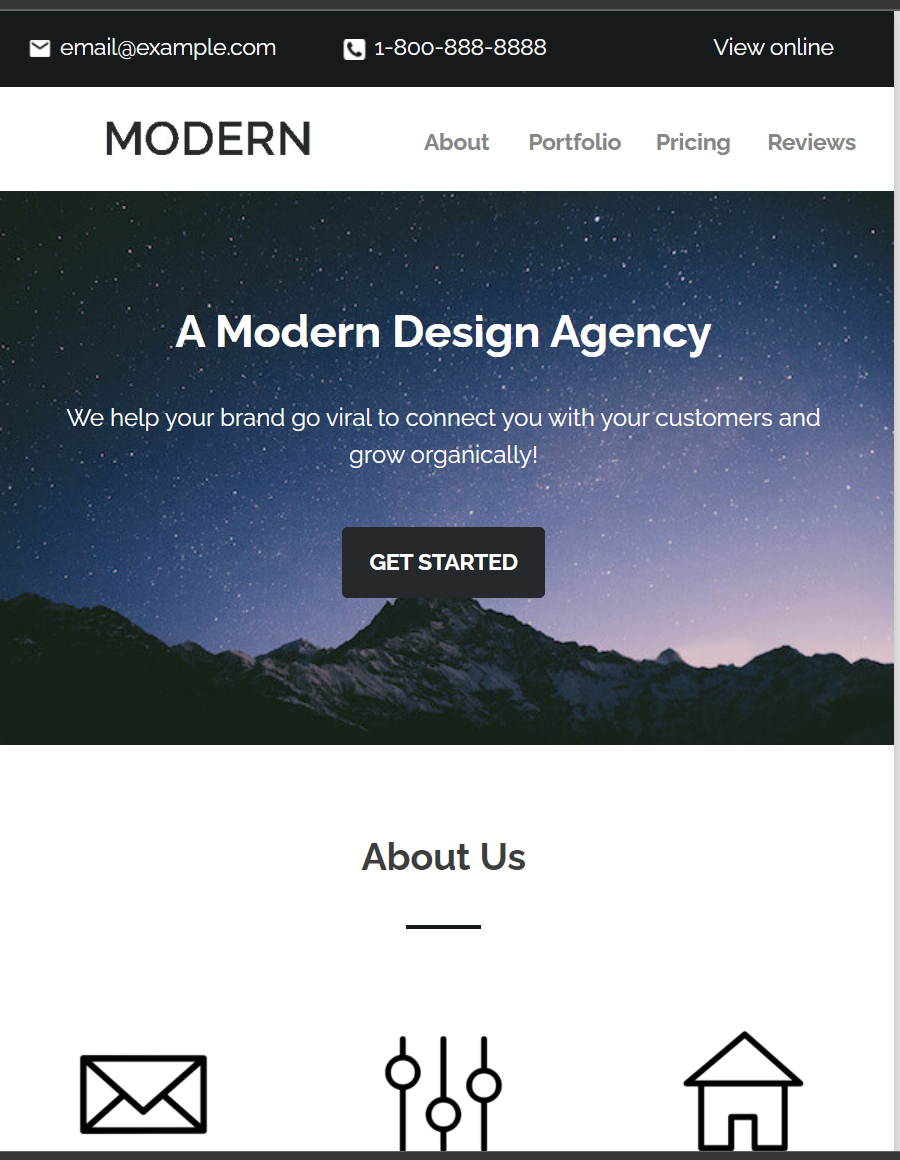 email@example.com 1-800-888-8888 View online
MODERN About Portfolio Pricing Reviews
A Modern Design Agency
We help your brand go viral to connect you with your customers and
grow organically!
GET STARTED
About Us